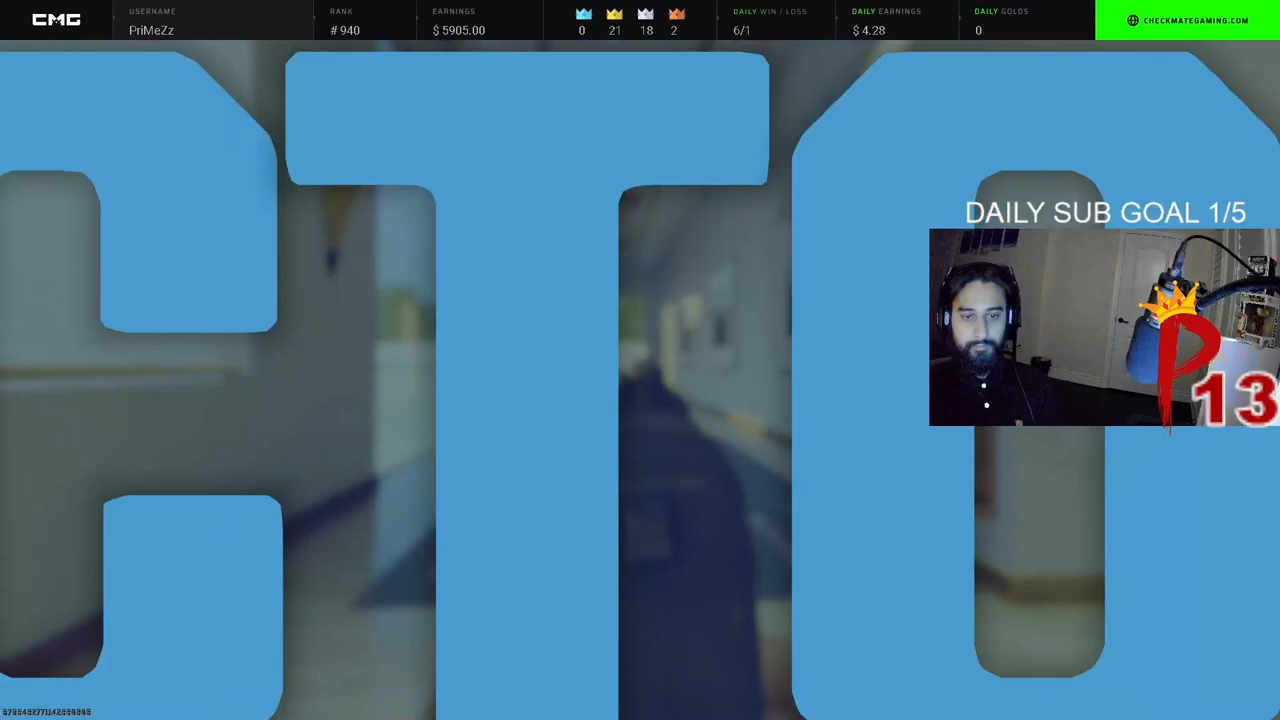 CMG
USERNAME
PriMeZz
RANK
# 940
EARNINGS
$ 5905.00
0 21 18 2
DAILY WIN / LOSS
6/1
DAILY EARNINGS
$ 4.28
DAILY GOLDS
0
CHECKMATEGAMING.COM
CTO
DAILY SUB GOAL 1/5
P
13